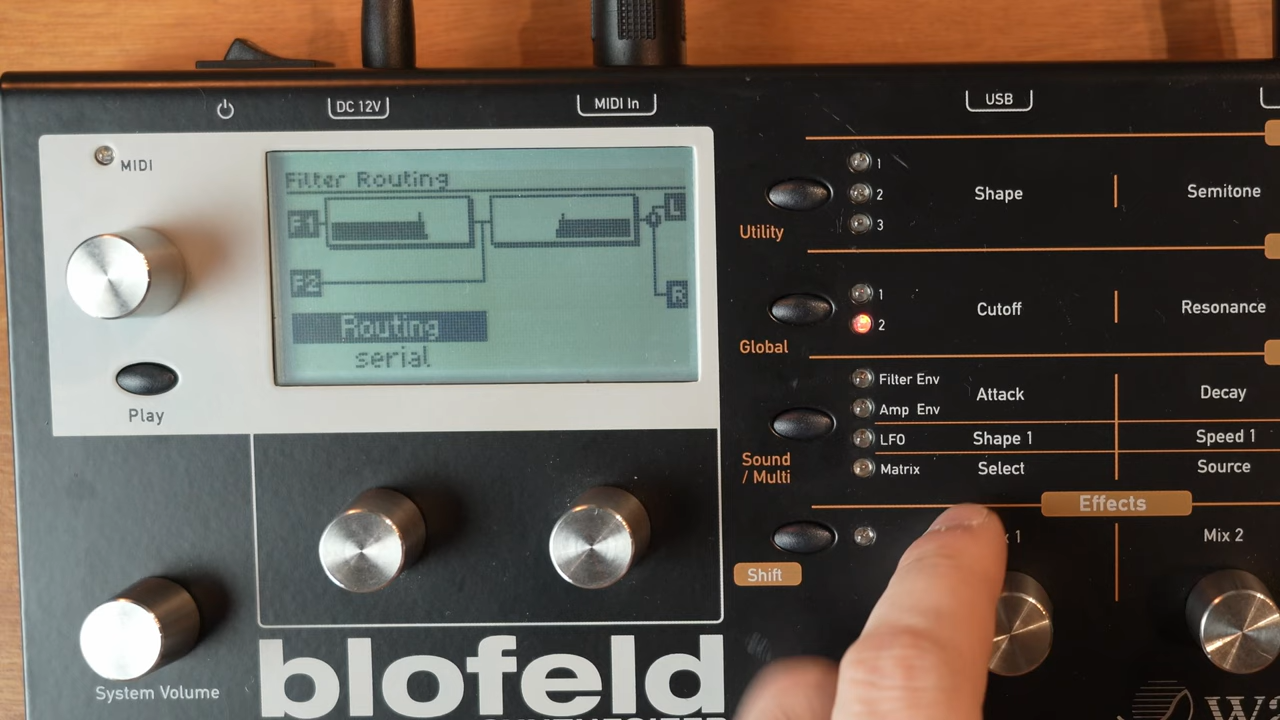 DC 12V
MIDI In
USB
MIDI
Filter Routing
F1
L
F2
R
Routing
serial
Play
System Volume
blofeld
SYNTHESIZER
1
2
3
Shape
Semitone
Utility
1
2
Cutoff
Resonance
Global
Filter Env
Amp Env
Attack
Decay
LFO
Shape 1
Speed 1
Matrix
Select
Source
Sound
/ Multi
Effects
1
Mix 2
Shift